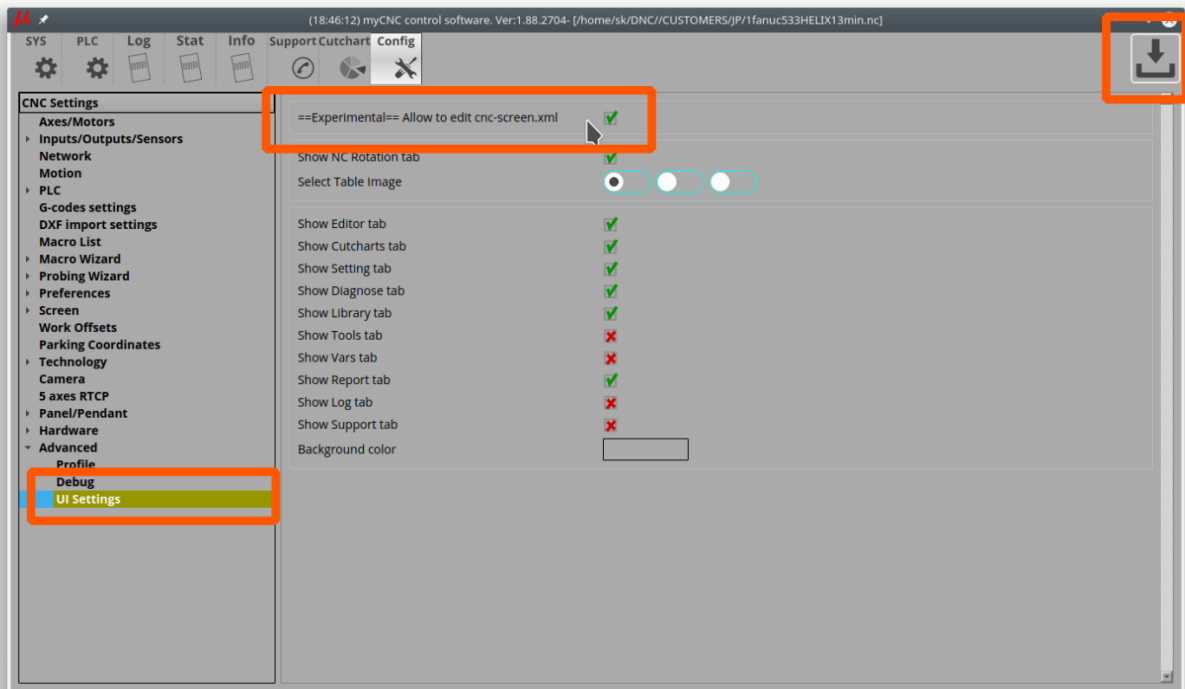 (18:46:12) myCNC control software. Ver:1.88.2704- [/home/sk/DNC//CUSTOMERS/JP/1fanuc533HELIX13min.nc]
SYS PLC Log Stat Info Support Cutchart Config
CNC Settings
Axes/Motors
Inputs/Outputs/Sensors
Network
Motion
PLC
G-codes settings
DXF import settings
Macro List
Macro Wizard
Probing Wizard
Preferences
Screen
Work Offsets
Parking Coordinates
Technology
Camera
5 axes RTCP
Panel/Pendant
Hardware
Advanced
Profile
Debug
UI Settings
==Experimental== Allow to edit cnc-screen.xml
Show NC Rotation tab
Select Table Image
Show Editor tab
Show Cutcharts tab
Show Setting tab
Show Diagnose tab
Show Library tab
Show Tools tab
Show Vars tab
Show Report tab
Show Log tab
Show Support tab
Background color